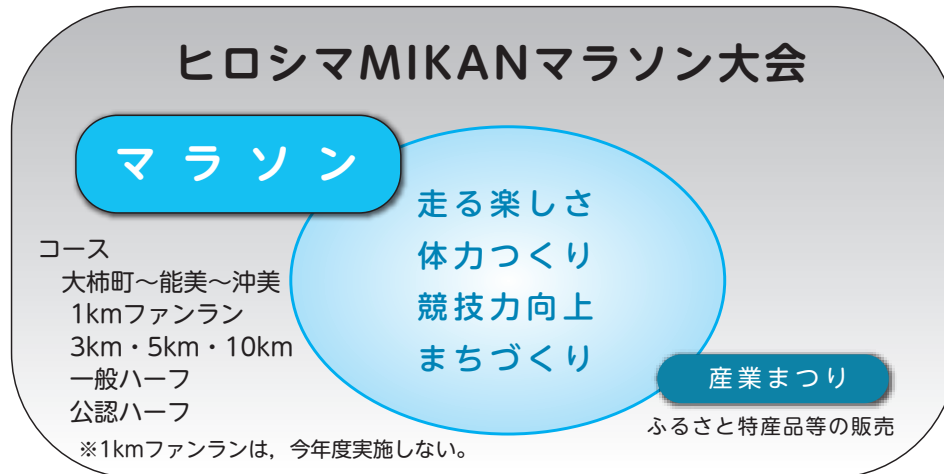 ヒロシマMIKANマラソン大会
マラソン
走る楽しさ
体力つくり
競技力向上
まちづくり
コース
大柿町～能美～沖美
1kmファンラン
3km・5km・10km
一般ハーフ
公認ハーフ
※1kmファンランは，今年度実施しない。
産業まつり
ふるさと特産品等の販売